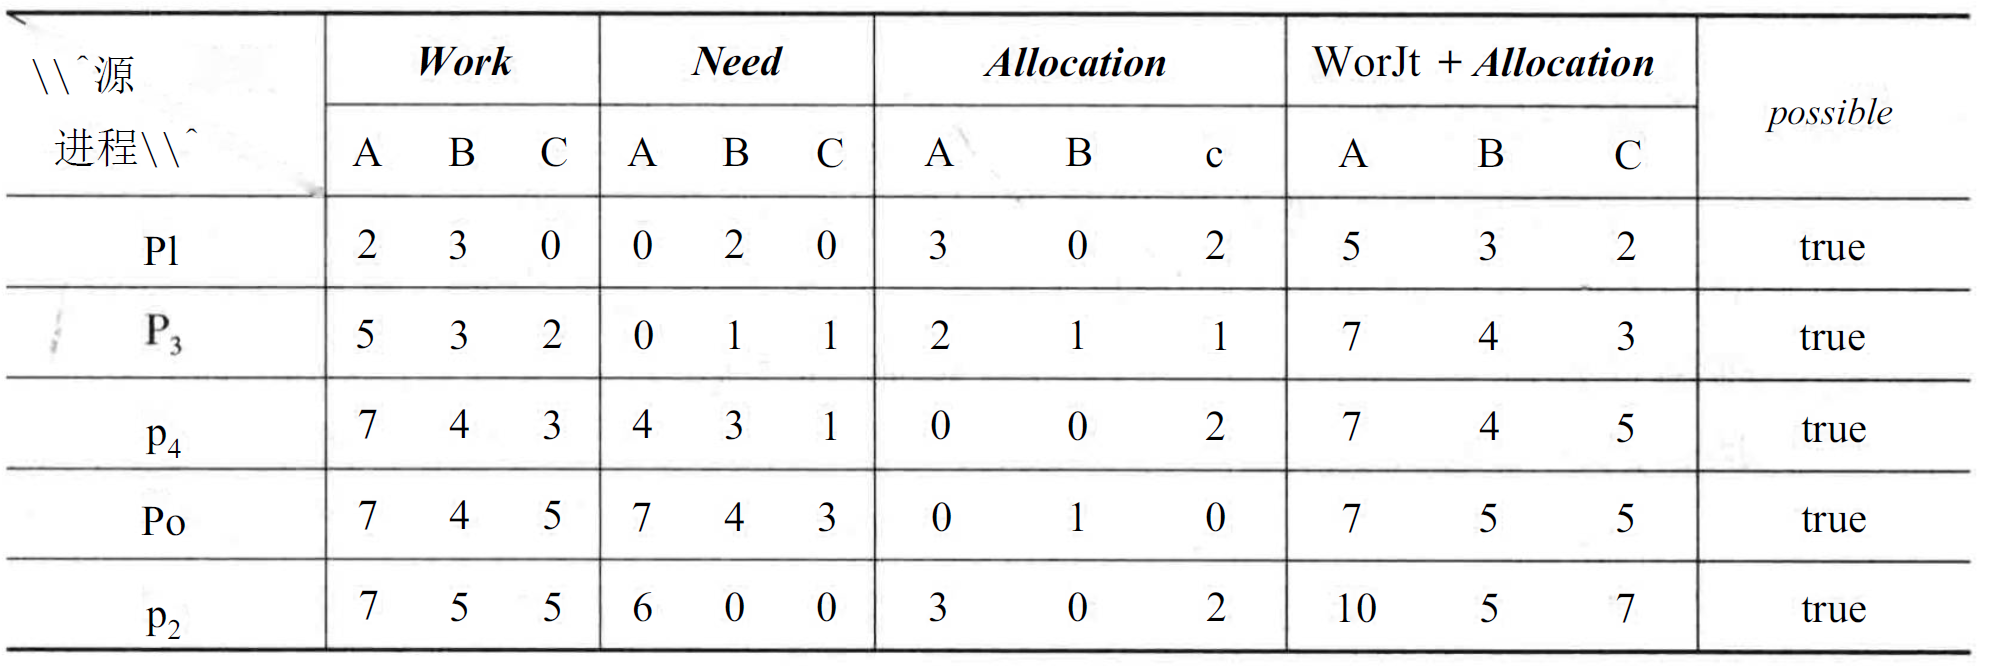 \\^源 Work Need Allocation WorJt + Allocation possible
进程\\^ A B C A B C A B c A B C
Pl 2 3 0 0 2 0 3 0 2 5 3 2 true
P3 5 3 2 0 1 1 2 1 1 7 4 3 true
p4 7 4 3 4 3 1 0 0 2 7 4 5 true
Po 7 4 5 7 4 3 0 1 0 7 5 5 true
p2 7 5 5 6 0 0 3 0 2 10 5 7 true